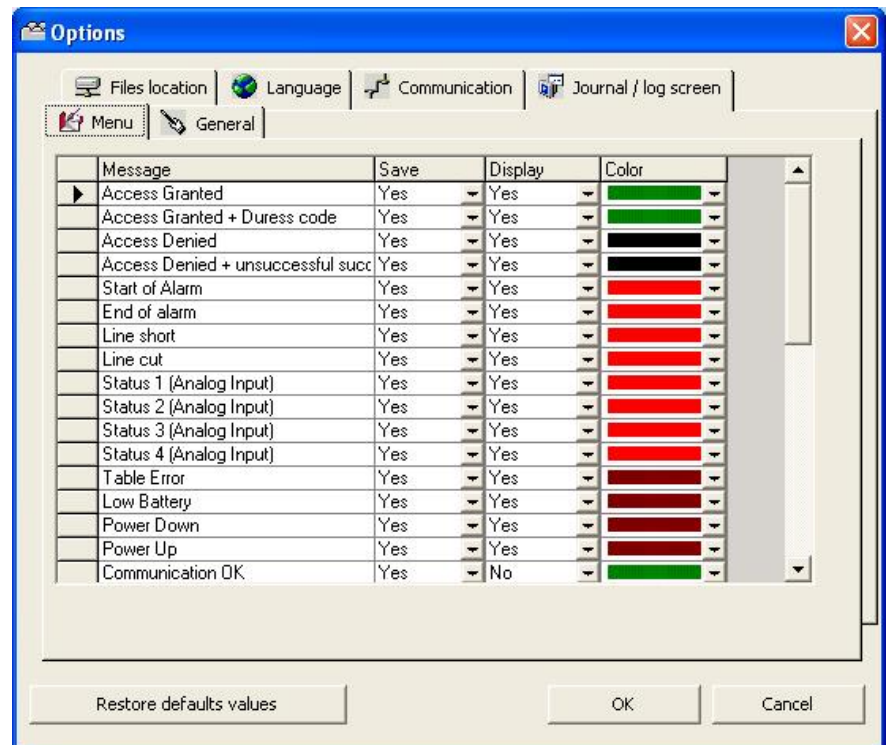 Options
Files location Language Communication Journal / log screen
Menu General
Message Save Display Color
Access Granted Yes Yes
Access Granted + Duress code Yes Yes
Access Denied Yes Yes
Access Denied + unsuccessful succ Yes Yes
Start of Alarm Yes Yes
End of alarm Yes Yes
Line short Yes Yes
Line cut Yes Yes
Status 1 (Analog Input) Yes Yes
Status 2 (Analog Input) Yes Yes
Status 3 (Analog Input) Yes Yes
Status 4 (Analog Input) Yes Yes
Table Error Yes Yes
Low Battery Yes Yes
Power Down Yes Yes
Power Up Yes Yes
Communication OK Yes No
Restore defaults values OK Cancel